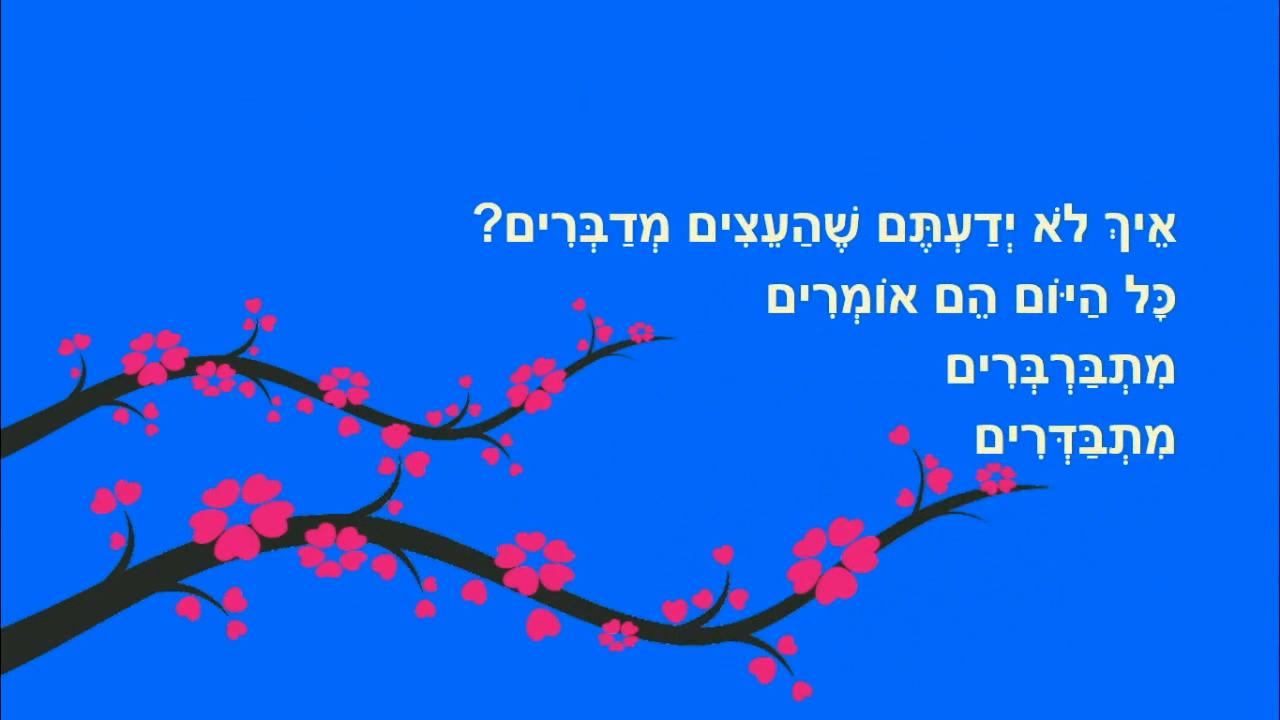 אֵיךְ לֹא יְדַעְתֶּם שֶׁהַעֵצִים מְדַבְּרִים?
כָּל הַיּוֹם הֵם אוֹמְרִים
מִתְבַּרְבְּרִים
מִתְבַּדְּרִים